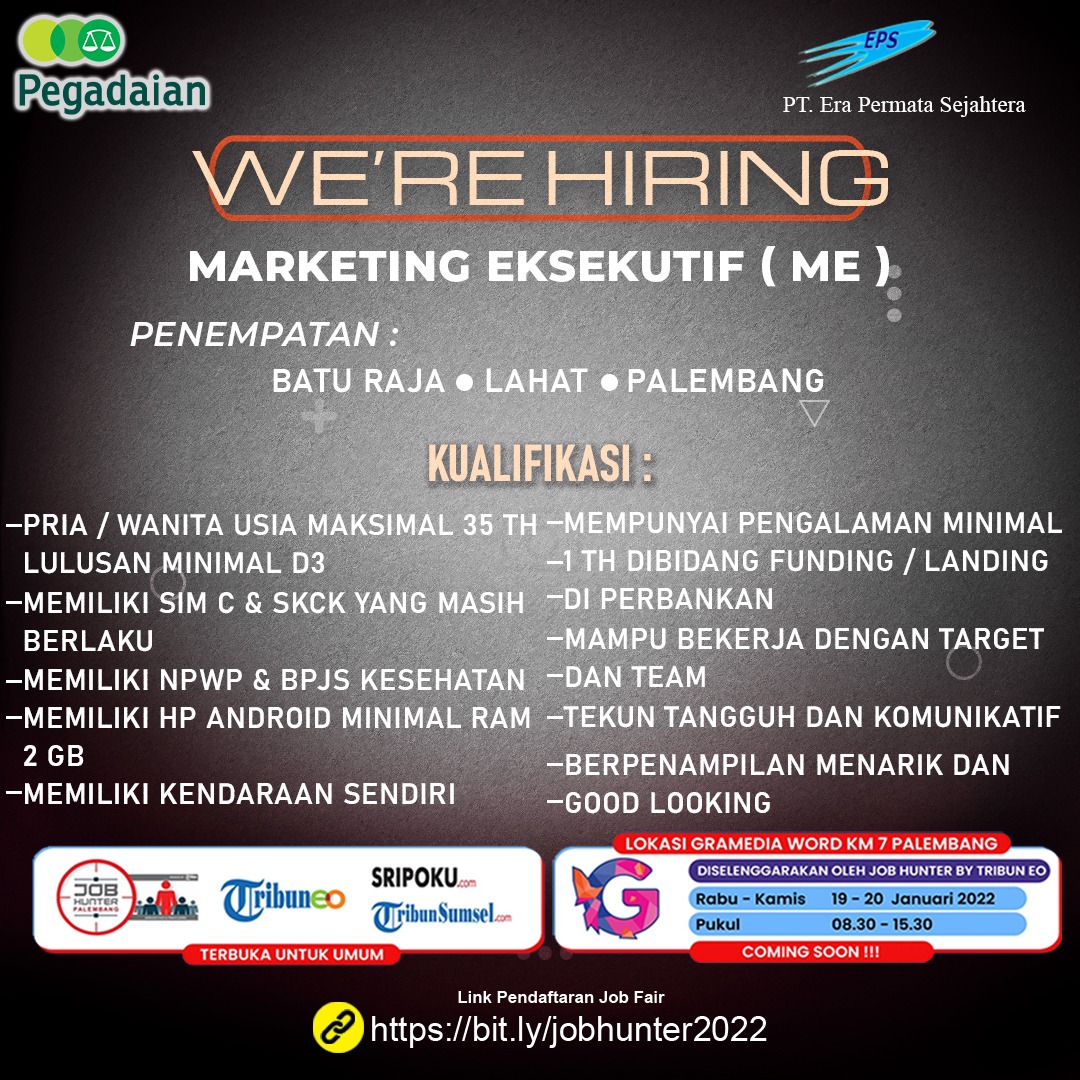 Pegadaian
EPS
PT. Era Permata Sejahtera
WE'RE HIRING
MARKETING EKSEKUTIF ( ME )
PENEMPATAN :
BATU RAJA ● LAHAT ● PALEMBANG
KUALIFIKASI :
–PRIA / WANITA USIA MAKSIMAL 35 TH
LULUSAN MINIMAL D3
–MEMILIKI SIM C & SKCK YANG MASIH
BERLAKU
–MEMILIKI NPWP & BPJS KESEHATAN
–MEMILIKI HP ANDROID MINIMAL RAM
2 GB
–MEMILIKI KENDARAAN SENDIRI
–MEMPUNYAI PENGALAMAN MINIMAL
–1 TH DIBIDANG FUNDING / LANDING
–DI PERBANKAN
–MAMPU BEKERJA DENGAN TARGET
–DAN TEAM
–TEKUN TANGGUH DAN KOMUNIKATIF
–BERPENAMPILAN MENARIK DAN
–GOOD LOOKING
JOB
HUNTER
PALEMBANG
Tribuneo
SRIPOKU.com
TribunSumsel.com
TERBUKA UNTUK UMUM
LOKASI GRAMEDIA WORD KM 7 PALEMBANG
G
DISELENGGARAKAN OLEH JOB HUNTER BY TRIBUN EO
Rabu - Kamis 19 - 20 Januari 2022
Pukul 08.30 - 15.30
COMING SOON !!!
Link Pendaftaran Job Fair
https://bit.ly/jobhunter2022